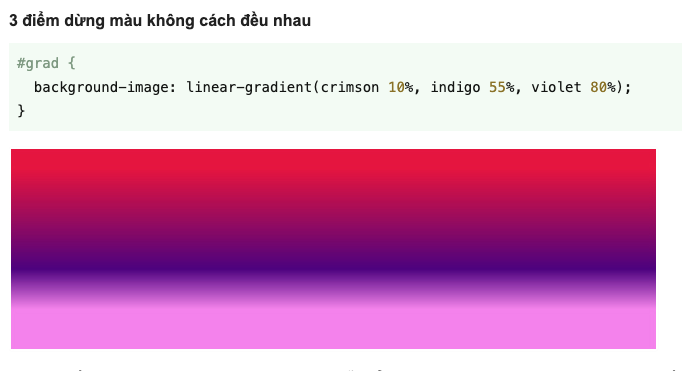 3 điểm dừng màu không cách đều nhau
#grad {
  background-image: linear-gradient(crimson 10%, indigo 55%, violet 80%);
}